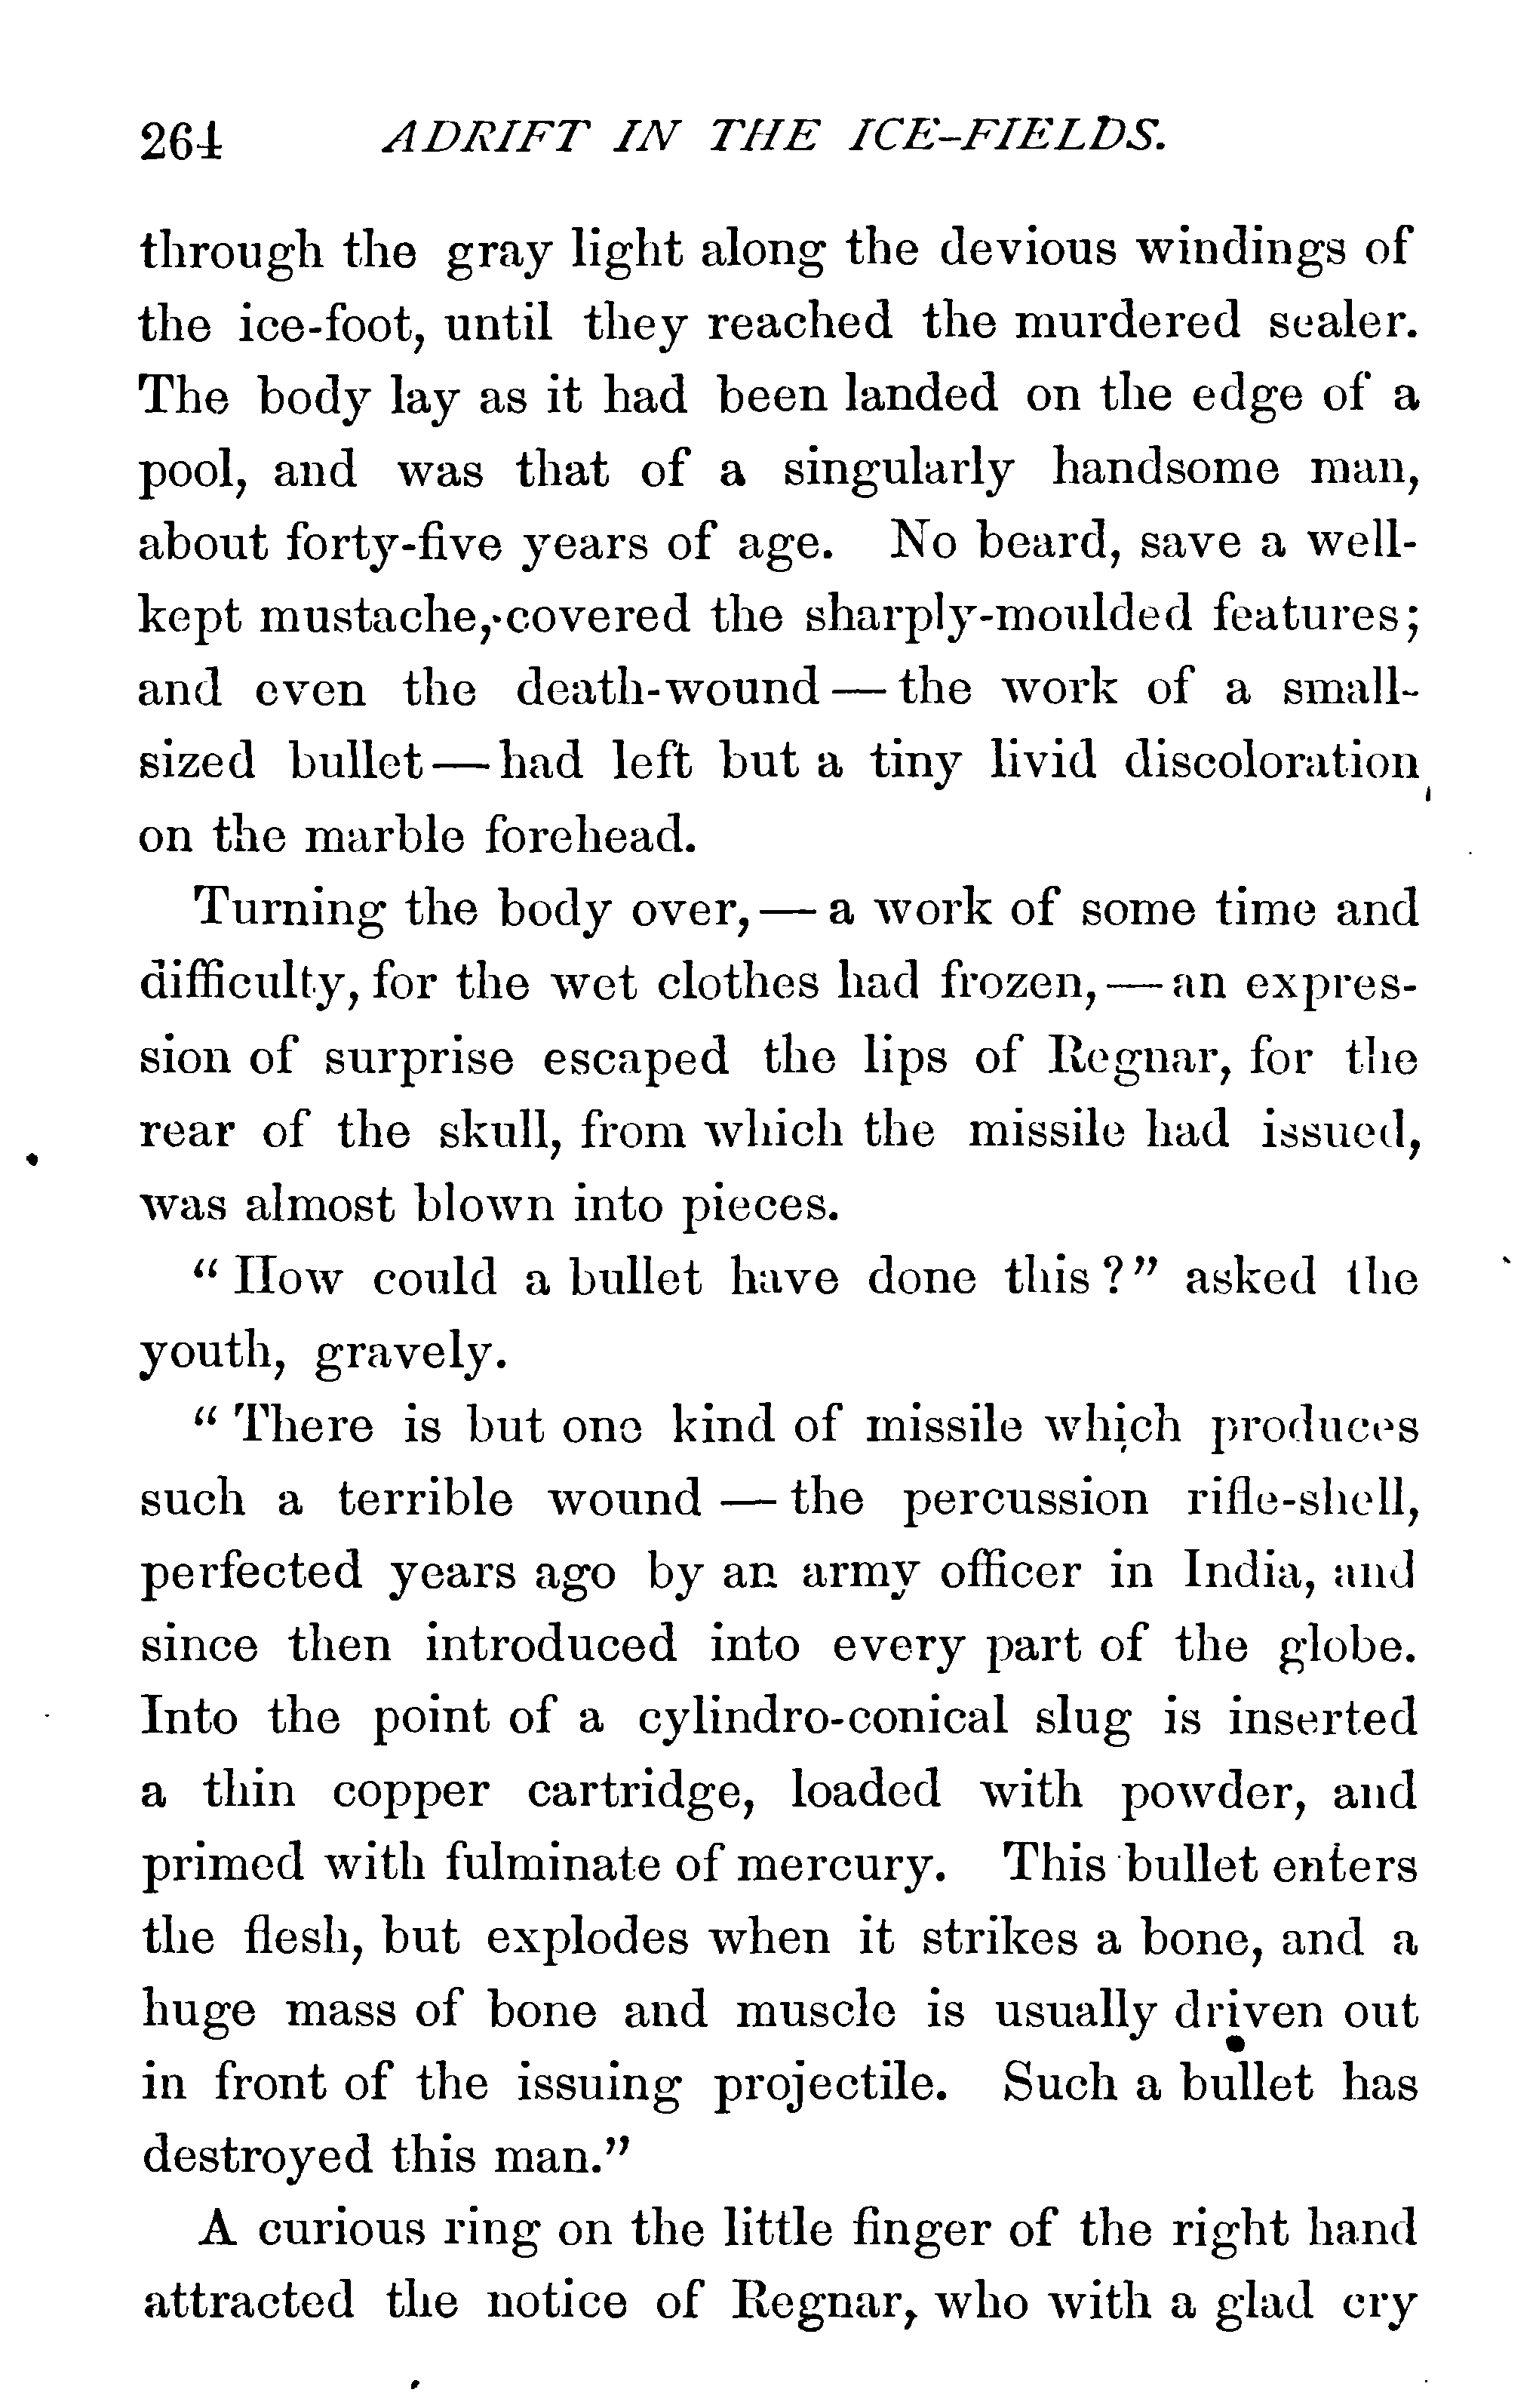 264 ADRIFT IN THE ICE-FIELDS.
through the gray light along the devious windings of
the ice-foot, until they reached the murdered sealer.
The body lay as it had been landed on the edge of a
pool, and was that of a singularly handsome man,
about forty-five years of age. No beard, save a well-
kept mustache, covered the sharply-moulded features;
and even the death-wound — the work of a small-
sized bullet — had left but a tiny livid discoloration
on the marble forehead.
Turning the body over, — a work of some time and
difficulty, for the wet clothes had frozen, — an expres-
sion of surprise escaped the lips of Regnar, for the
rear of the skull, from which the missile had issued,
was almost blown into pieces.
“How could a bullet have done this?” asked the
youth, gravely.
“There is but one kind of missile which produces
such a terrible wound — the percussion rifle-shell,
perfected years ago by an army officer in India, and
since then introduced into every part of the globe.
Into the point of a cylindro-conical slug is inserted
a thin copper cartridge, loaded with powder, and
primed with fulminate of mercury. This bullet enters
the flesh, but explodes when it strikes a bone, and a
huge mass of bone and muscle is usually driven out
in front of the issuing projectile. Such a bullet has
destroyed this man.”
A curious ring on the little finger of the right hand
attracted the notice of Regnar, who with a glad cry